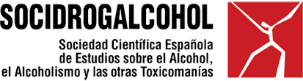 SOCIDROGALCOHOL
Sociedad Científica Española
de Estudios sobre el Alcohol,
el Alcoholismo y las otras Toxicomanías